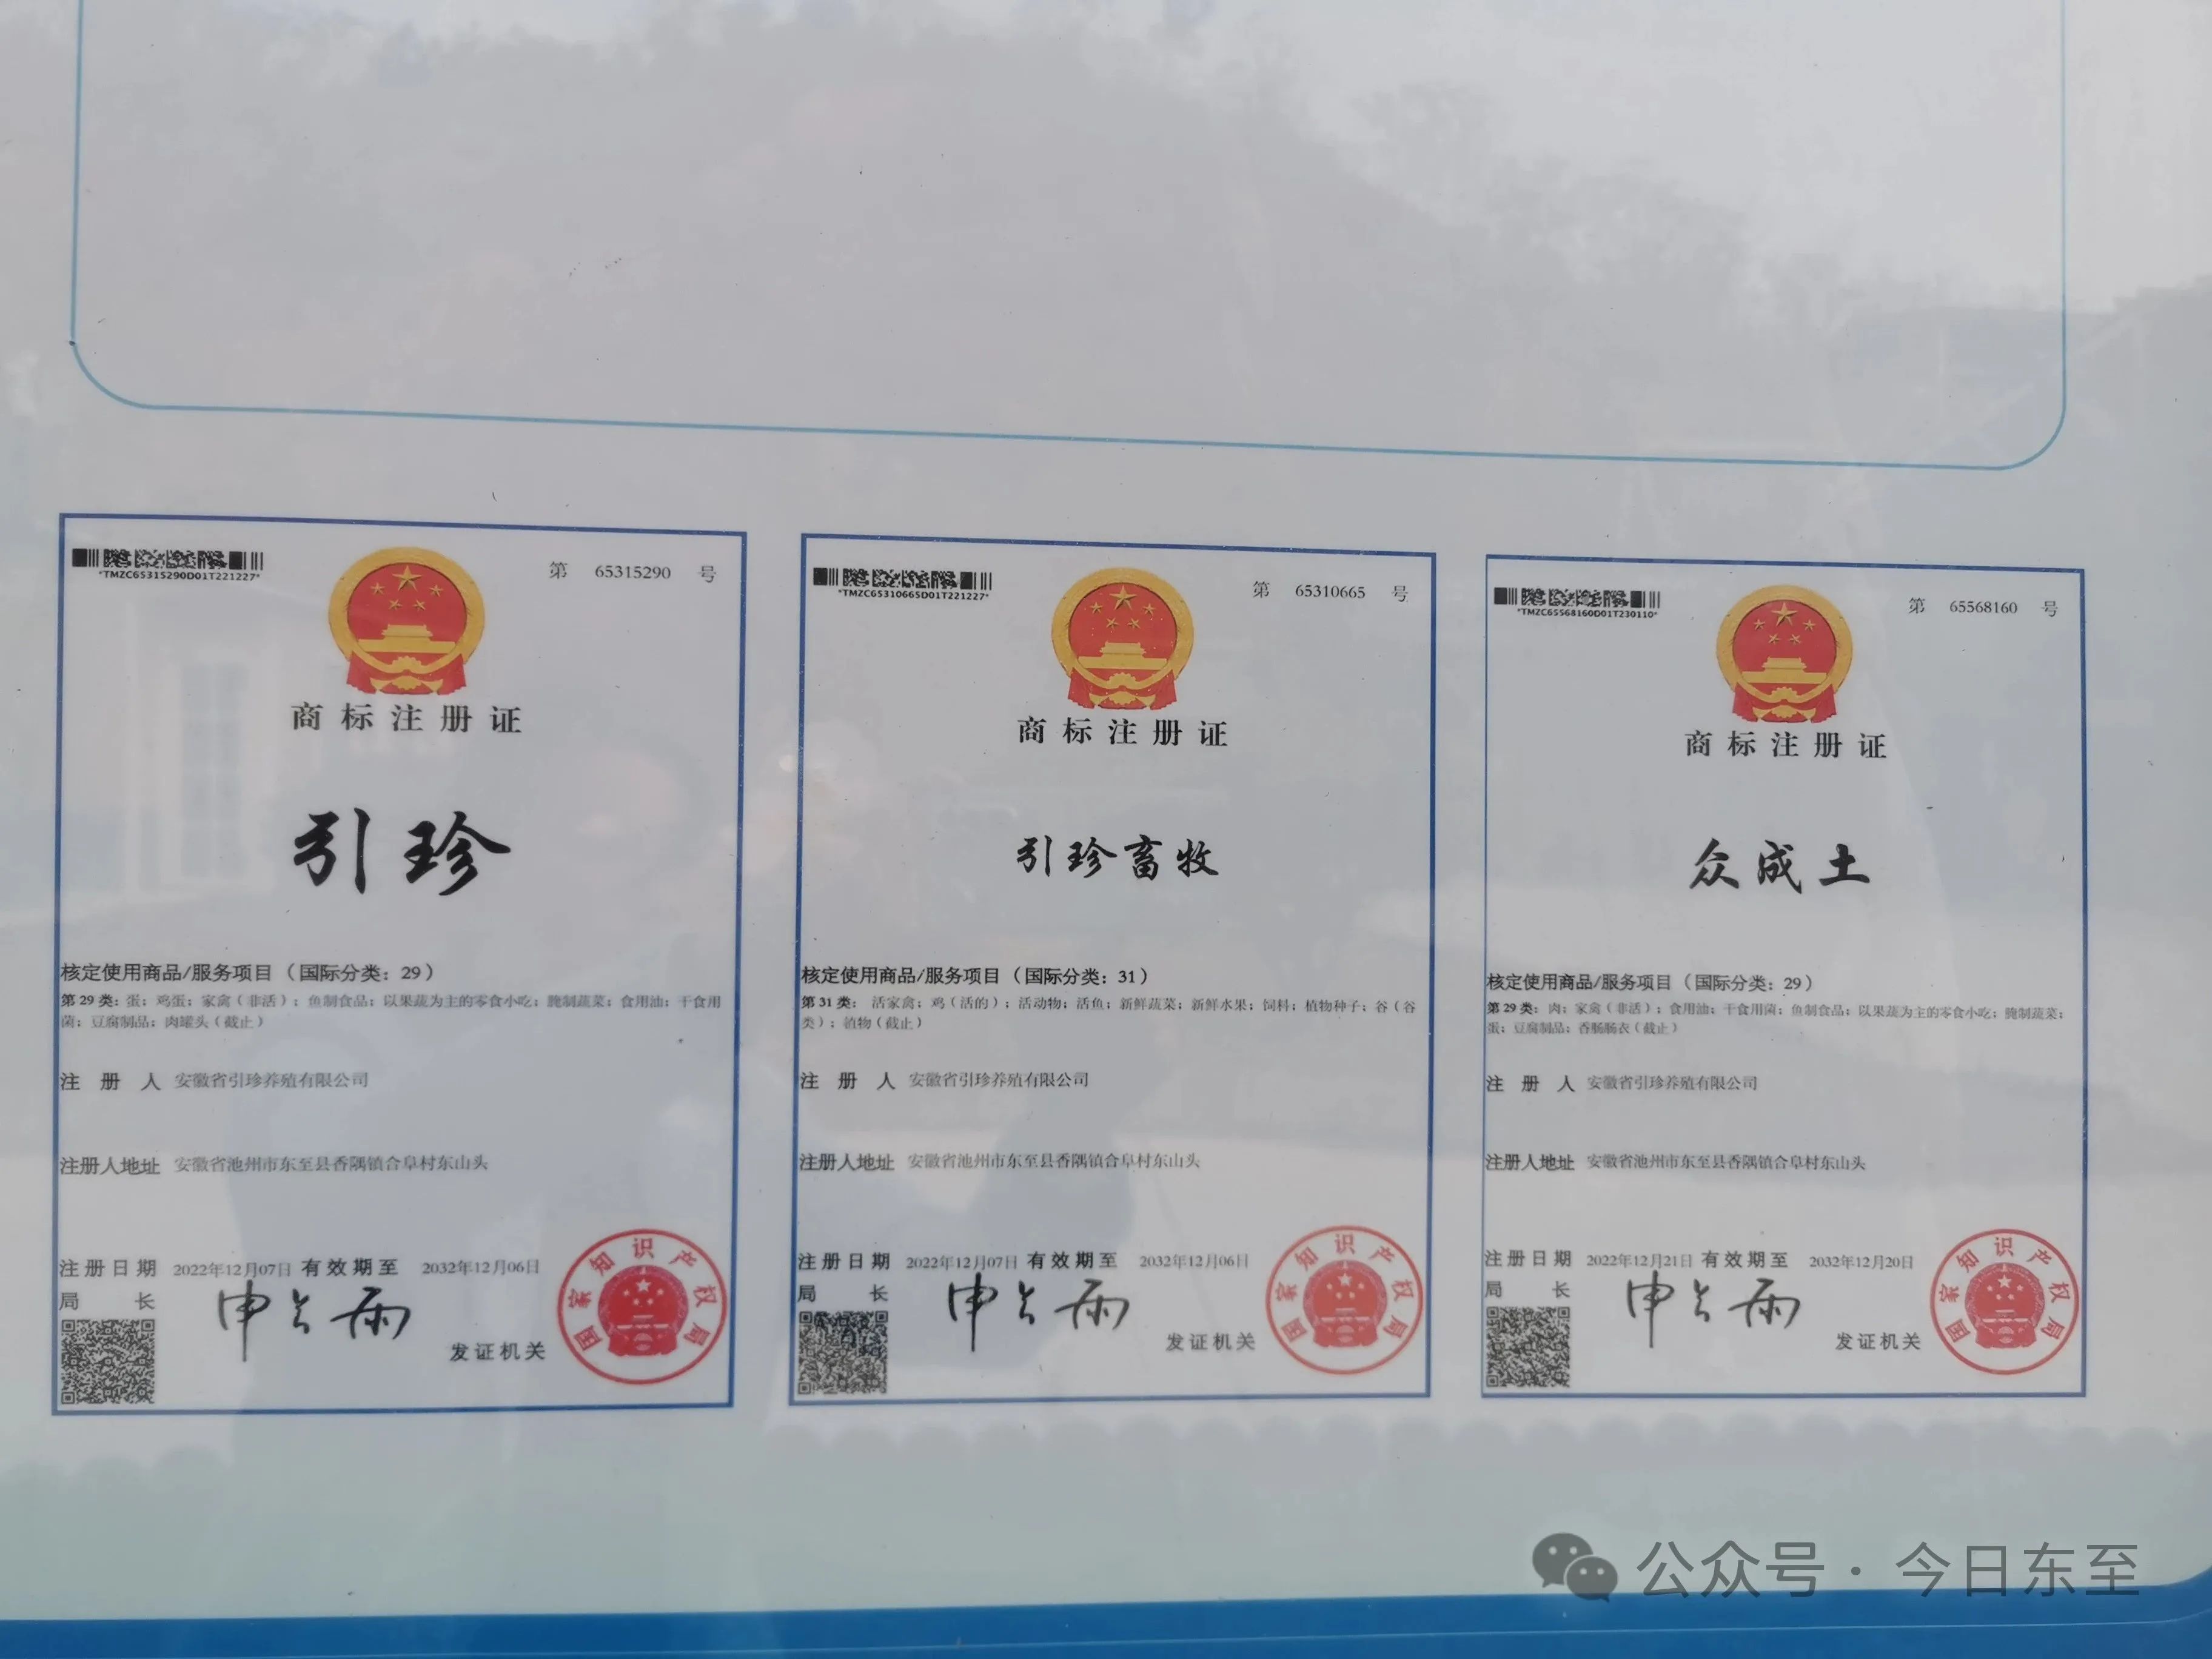 *TMZC65315290D01T221227*
第 65315290 号
商标注册证
引珍
核定使用商品/服务项目（国际分类：29）
第29类：蛋；鸡蛋；家禽（非活）；鱼制食品；以果蔬为主的零食小吃；腌制蔬菜；食用油；干食用
菌；豆腐制品；肉罐头（截止）
注册人 安徽省引珍养殖有限公司
注册人地址 安徽省池州市东至县香隅镇合阜村东山头
注册日期 2022年12月07日 有效期至 2032年12月06日
局长 申长雨
发证机关
国家知识产权局
*TMZC65310665D01T221227*
第 65310665 号
商标注册证
引珍畜牧
核定使用商品/服务项目（国际分类：31）
第31类：活家禽；鸡（活的）；活动物；活鱼；新鲜蔬菜；新鲜水果；饲料；植物种子；谷（谷
类）；植物（截止）
注册人 安徽省引珍养殖有限公司
注册人地址 安徽省池州市东至县香隅镇合阜村东山头
注册日期 2022年12月07日 有效期至 2032年12月06日
局长 申长雨
发证机关
国家知识产权局
*TMZC65568160D01T230110*
第 65568160 号
商标注册证
众成土
核定使用商品/服务项目（国际分类：29）
第29类：肉；家禽（非活）；食用油；干食用菌；鱼制食品；以果蔬为主的零食小吃；腌制蔬菜；
蛋；豆腐制品；香肠肠衣（截止）
注册人 安徽省引珍养殖有限公司
注册人地址 安徽省池州市东至县香隅镇合阜村东山头
注册日期 2022年12月21日 有效期至 2032年12月20日
局长 申长雨
发证机关
国家知识产权局
公众号·今日东至